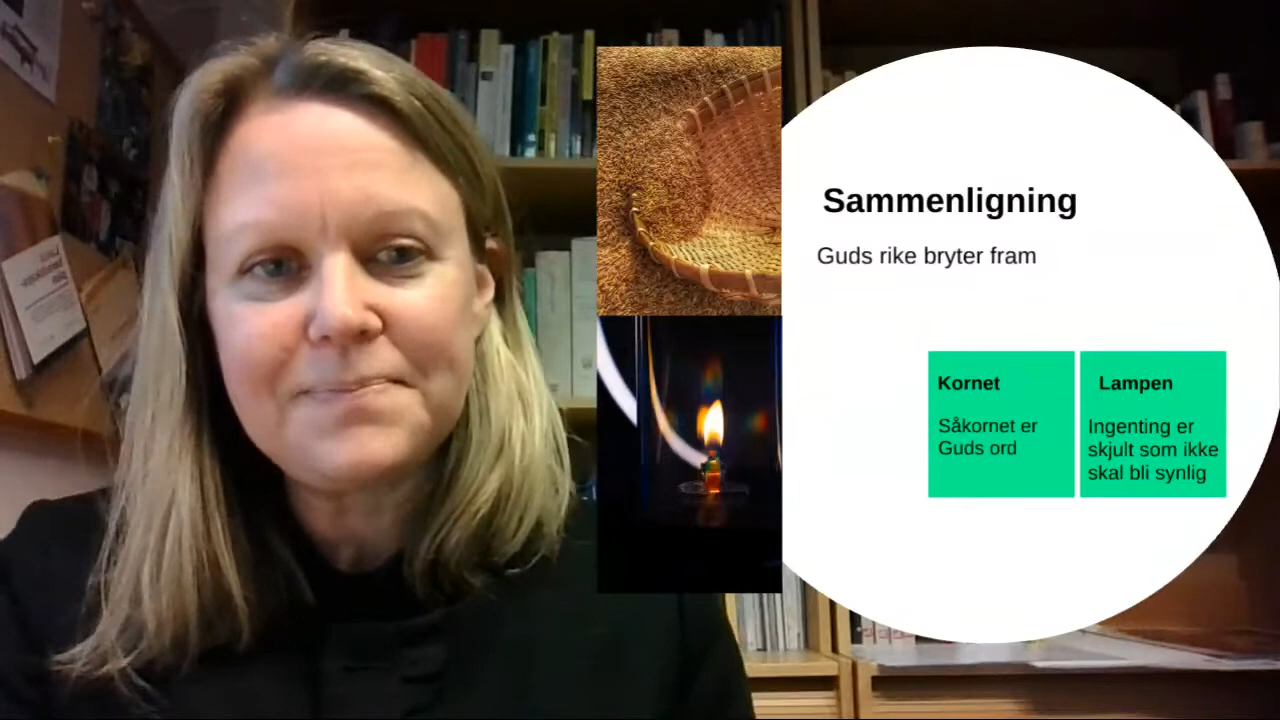 Sammenligning
Guds rike bryter fram
Kornet
Såkornet er
Guds ord
Lampen
Ingenting er
skjult som ikke
skal bli synlig